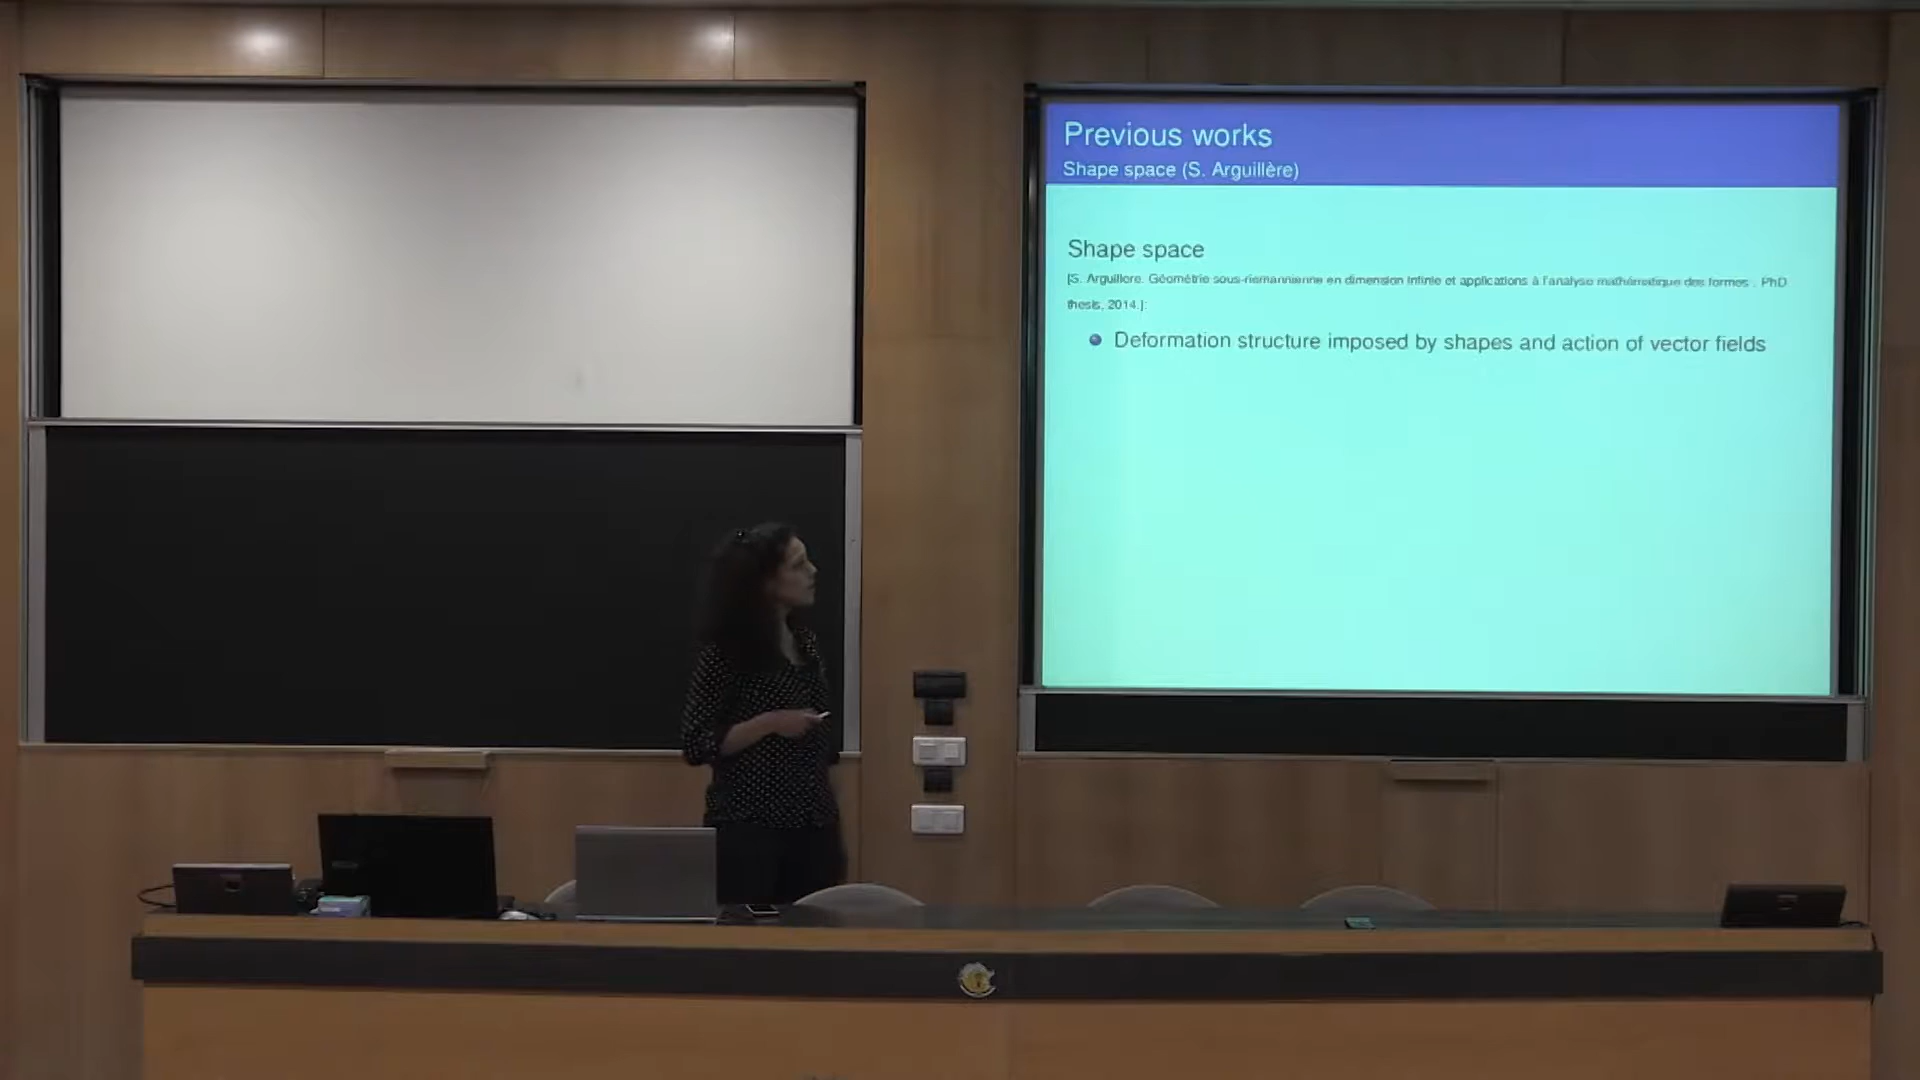 Previous works
Shape space (S. Arguillère)
Shape space
[S. Arguillere. Géométrie sous-riemannienne en dimension infinie et applications à l'analyse mathématique des formes . PhD
thesis, 2014.]:
Deformation structure imposed by shapes and action of vector fields